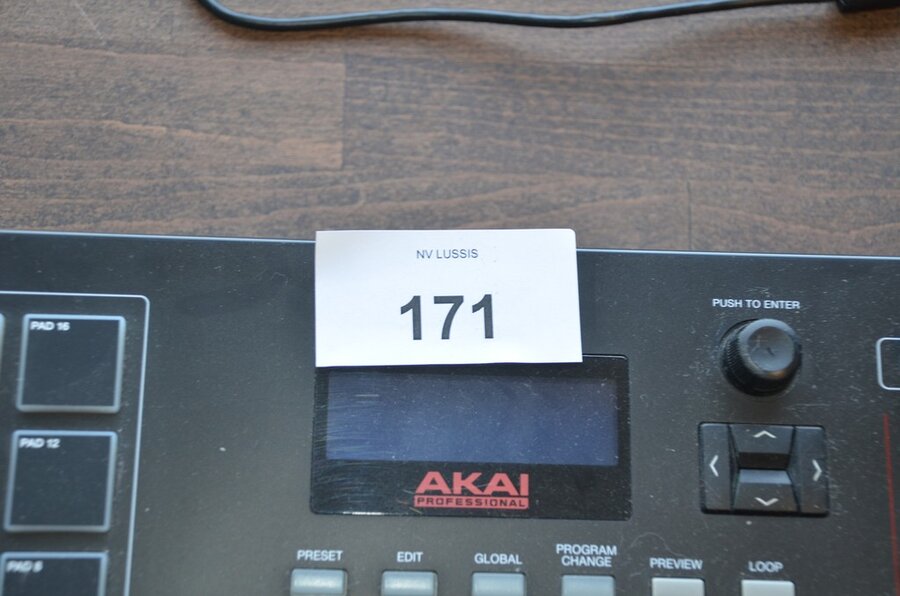 NV LUSSIS
171
PUSH TO ENTER
PAD 16
PAD 12
PAD 8
AKAI
PROFESSIONAL
PRESET
EDIT
GLOBAL
PROGRAM
CHANGE
PREVIEW
LOOP